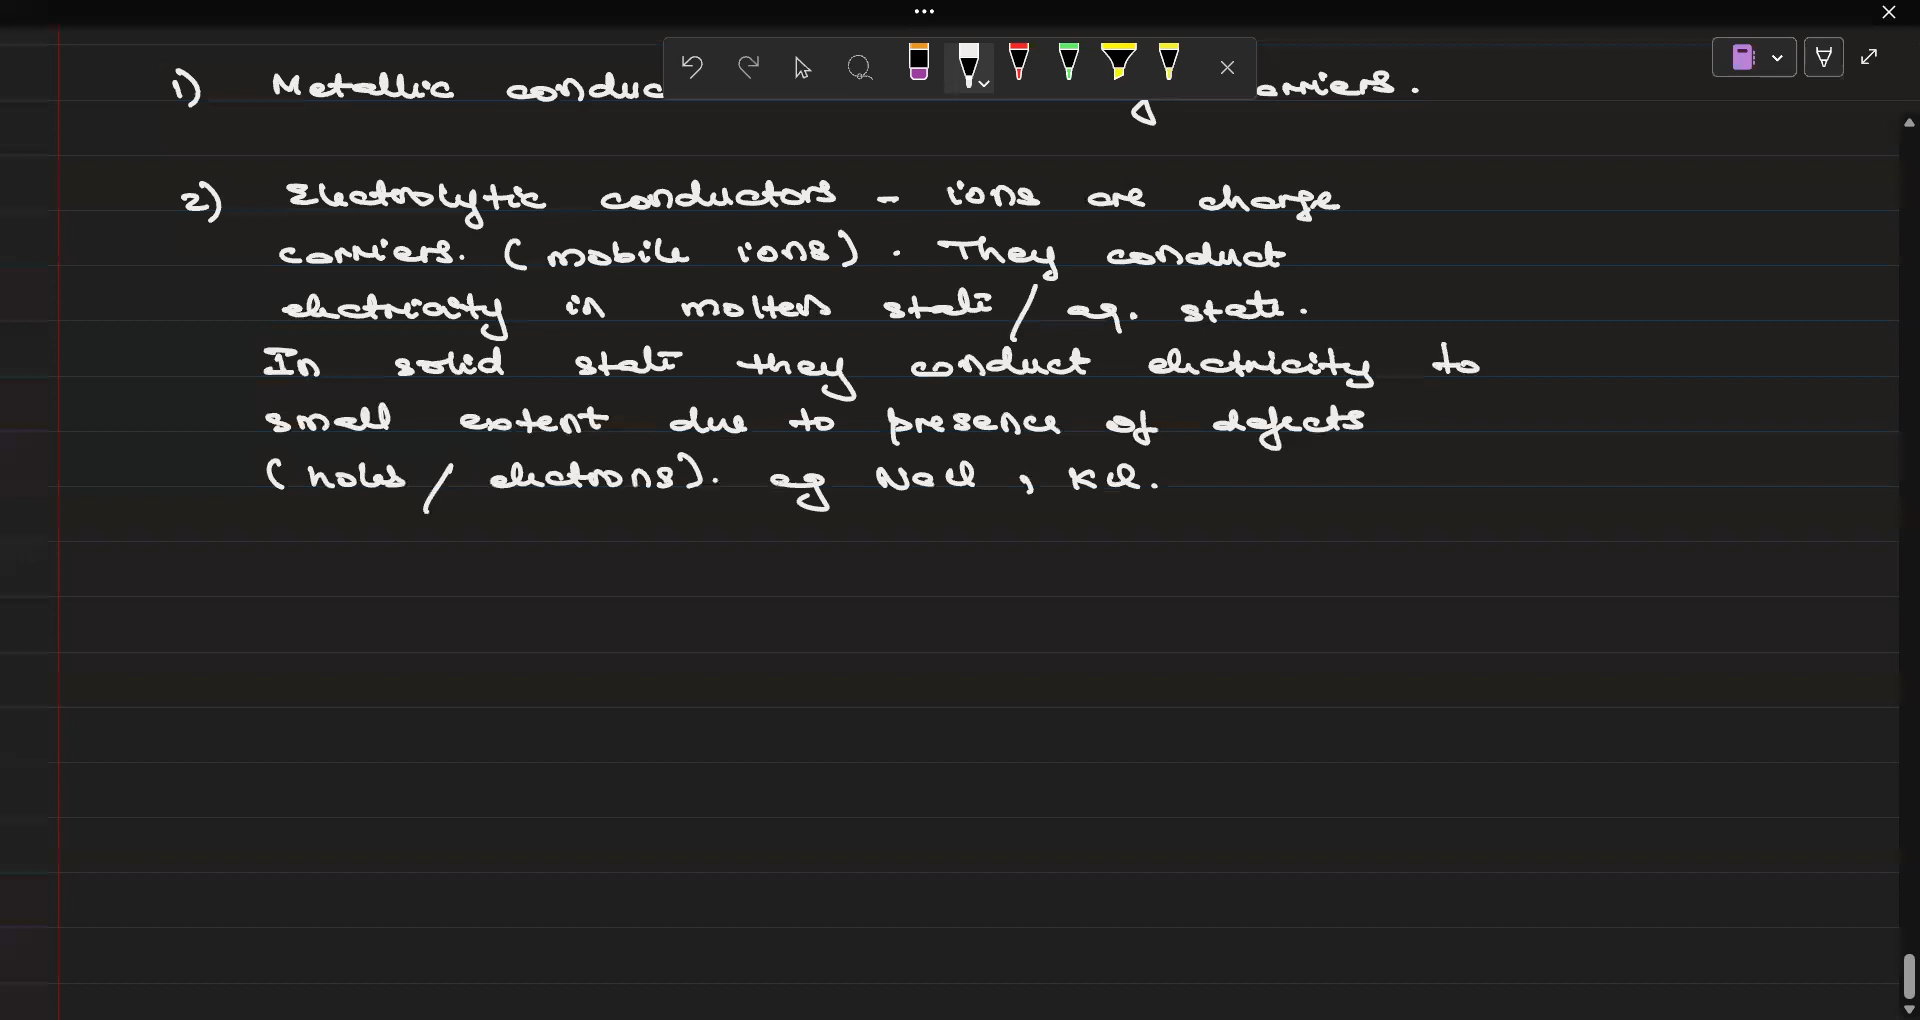 1) Metallic conduc arriers.
2) Electrolytic conductors - ions are charge
carriers. (mobile ions). They conduct
electricity in molten state / aq. state.
In solid state they conduct electricity to
small extent due to presence of defects
(holes / electrons). eg NaCl, KCl.